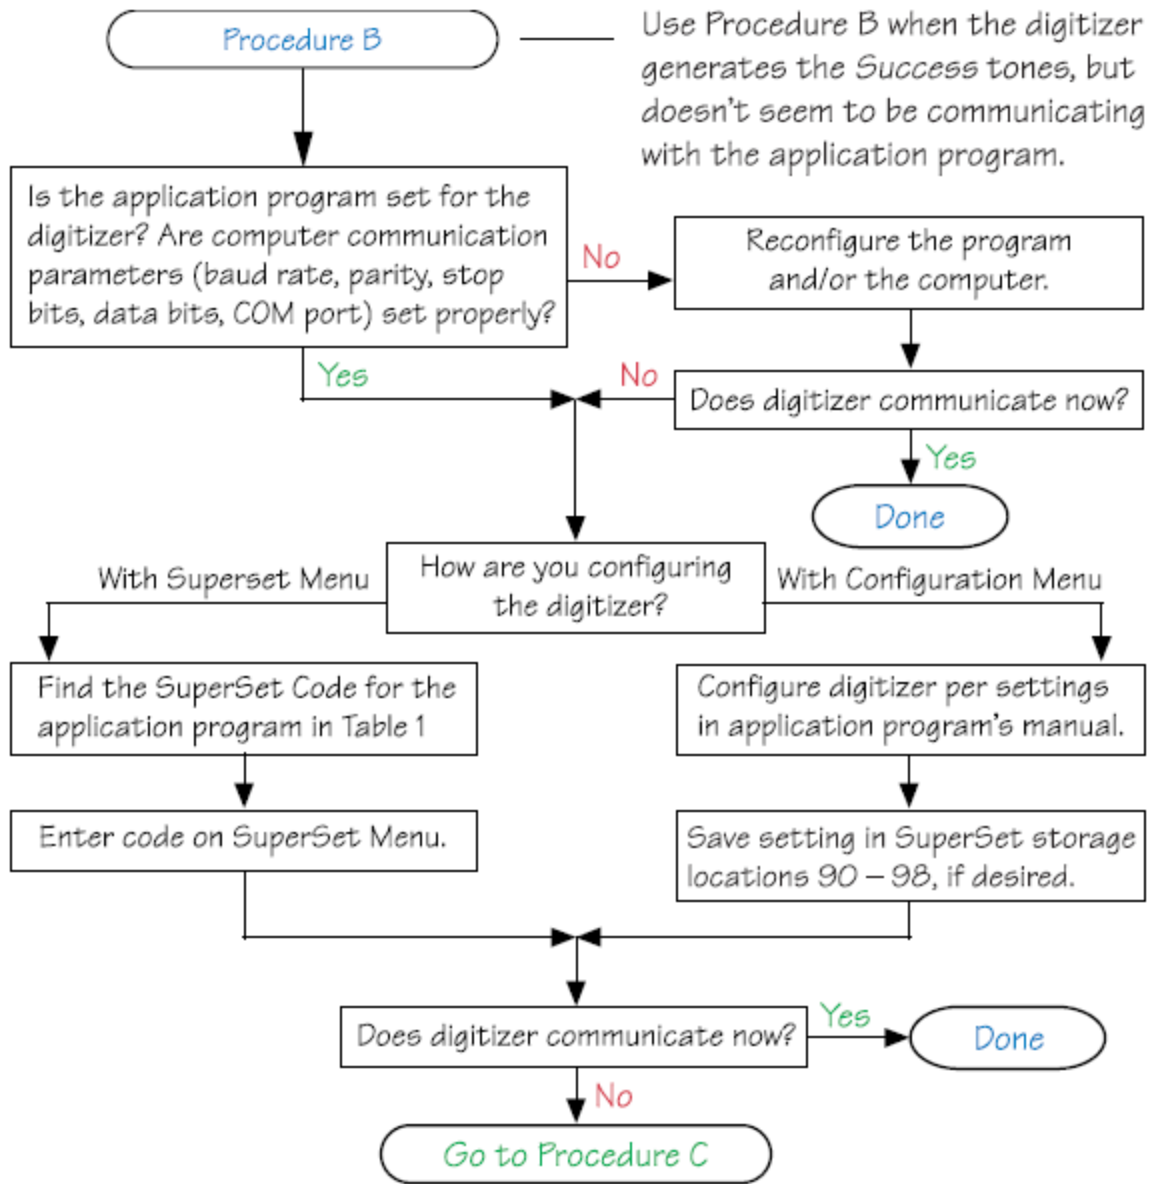 Procedure B
Use Procedure B when the digitizer
generates the Success tones, but
doesn't seem to be communicating
with the application program.
Is the application program set for the
digitizer? Are computer communication
parameters (baud rate, parity, stop
bits, data bits, COM port) set properly?
No
Reconfigure the program
and/or the computer.
Yes
No
Does digitizer communicate now?
Yes
Done
How are you configuring
the digitizer?
With Superset Menu
With Configuration Menu
Find the SuperSet Code for the
application program in Table 1
Configure digitizer per settings
in application program's manual.
Enter code on SuperSet Menu.
Save setting in SuperSet storage
locations 90 – 98, if desired.
Does digitizer communicate now?
Yes
Done
No
Go to Procedure C